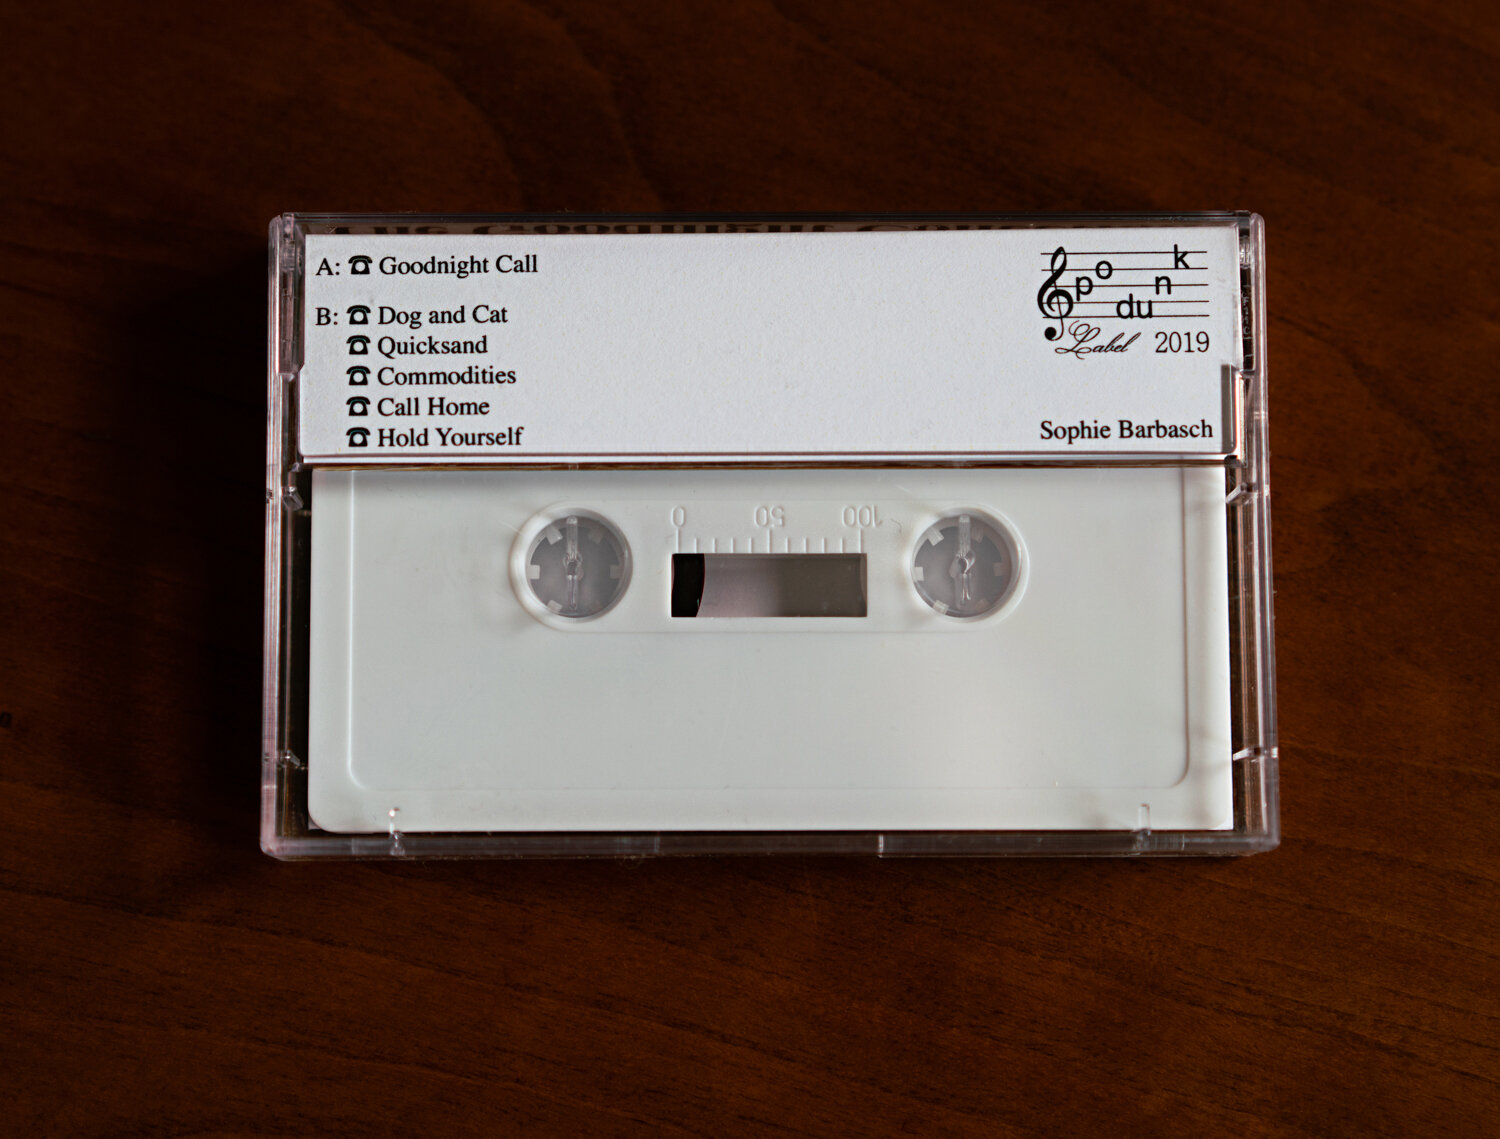 A: ☎ Goodnight Call
B: ☎ Dog and Cat
☎ Quicksand
☎ Commodities
☎ Call Home
☎ Hold Yourself
podunk
Label 2019
Sophie Barbasch
0 50 100